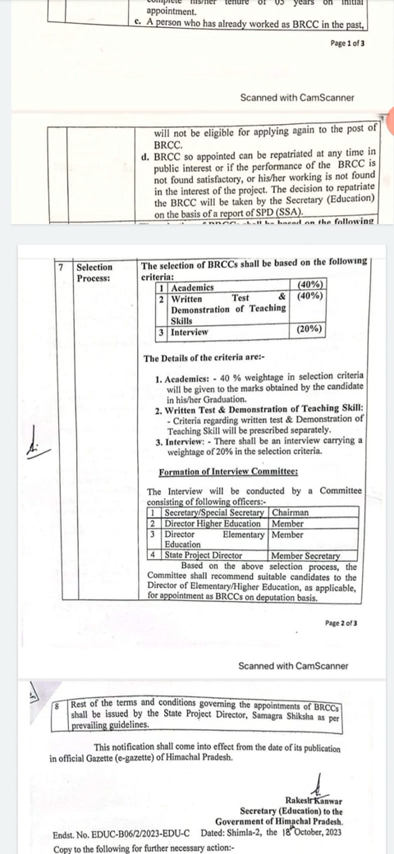 complete his/her tenure of 03 years on initial
appointment.
c. A person who has already worked as BRCC in the past,
Page 1 of 3
Scanned with CamScanner
will not be eligible for applying again to the post of
BRCC.
d. BRCC so appointed can be repatriated at any time in
public interest or if the performance of the BRCC is
not found satisfactory, or his/her working is not found
in the interest of the project. The decision to repatriate
the BRCC will be taken by the Secretary (Education)
on the basis of a report of SPD (SSA).
shall be based on the following
7 Selection Process: The selection of BRCCs shall be based on the following
criteria:
1 Academics (40%)
2 Written Test & (40%)
Demonstration of Teaching
Skills
3 Interview (20%)
The Details of the criteria are:-
1. Academics: - 40 % weightage in selection criteria
will be given to the marks obtained by the candidate
in his/her Graduation.
2. Written Test & Demonstration of Teaching Skill:
- Criteria regarding written test & Demonstration of
Teaching Skill will be prescribed separately.
3. Interview: - There shall be an interview carrying a
weightage of 20% in the selection criteria.
Formation of Interview Committee:
The Interview will be conducted by a Committee
consisting of following officers:-
1 Secretary/Special Secretary Chairman
2 Director Higher Education Member
3 Director Elementary Member
Education
4 State Project Director Member Secretary
Based on the above selection process, the
Committee shall recommend suitable candidates to the
Director of Elementary/Higher Education, as applicable,
for appointment as BRCCs on deputation basis.
Page 2 of 3
Scanned with CamScanner
8 Rest of the terms and conditions governing the appointments of BRCCs
shall be issued by the State Project Director, Samagra Shiksha as per
prevailing guidelines.
This notification shall come into effect from the date of its publication
in official Gazette (e-gazette) of Himachal Pradesh.
Rakesh Kanwar
Secretary (Education) to the
Government of Himachal Pradesh.
Endst. No. EDUC-B06/2/2023-EDU-C Dated: Shimla-2, the 18th October, 2023
Copy to the following for further necessary action:-